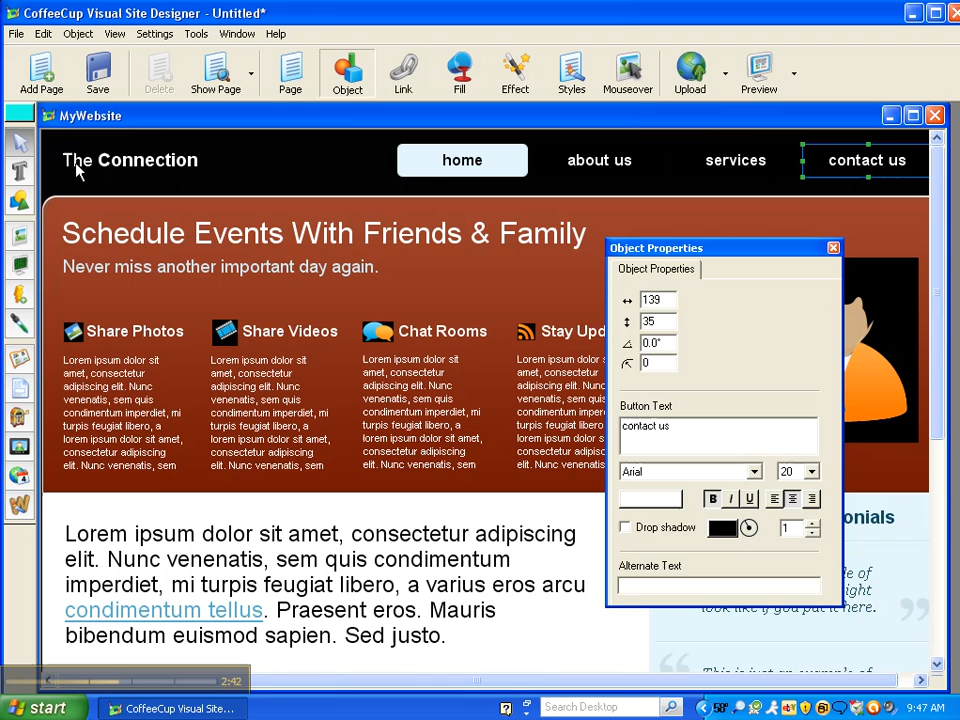 CoffeeCup Visual Site Designer - Untitled*
File Edit Object View Settings Tools Window Help
Add Page Save Delete Show Page Page Object Link Fill Effect Styles Mouseover Upload Preview
MyWebsite
The Connection home about us services contact us
Schedule Events With Friends & Family
Never miss another important day again.
Share Photos Share Videos Chat Rooms Stay Upd
Lorem ipsum dolor sit
amet, consectetur
adipiscing elit. Nunc
venenatis, sem quis
condimentum imperdiet, mi
turpis feugiat libero, a
lorem ipsum dolor sit amet,
consectetur adipiscing
elit. Nunc venenatis, sem
Lorem ipsum dolor sit
amet, consectetur
adipiscing elit. Nunc
venenatis, sem quis
condimentum imperdiet, mi
turpis feugiat libero, a
lorem ipsum dolor sit
amet, consectetur
adipiscing elit. Nunc
Lorem ipsum dolor sit
amet, consectetur
adipiscing elit. Nunc
venenatis, sem quis
condimentum imperdiet, mi
turpis feugiat libero, a
lorem ipsum dolor sit amet,
consectetur adipiscing
elit. Nunc venenatis, sem
Lorem ipsum dolor
amet, consectetur
adipiscing elit. Nunc
venenatis, sem quis
condimentum imperd
turpis feugiat libero, a
lorem ipsum dolor sit
consectetur adipiscin
elit. Nunc venenatis,
Object Properties
Object Properties
139
35
0.0°
0
Button Text
contact us
Arial 20
B I U
Drop shadow 1
Alternate Text
Lorem ipsum dolor sit amet, consectetur adipiscing
elit. Nunc venenatis, sem quis condimentum
imperdiet, mi turpis feugiat libero, a varius eros arcu
condimentum tellus. Praesent eros. Mauris
bibendum euismod sapien. Sed justo.
onials
le of
ight
look like if you put it here.
This is just an example of
2:42
start CoffeeCup Visual Site... Search Desktop 58° 9:47 AM